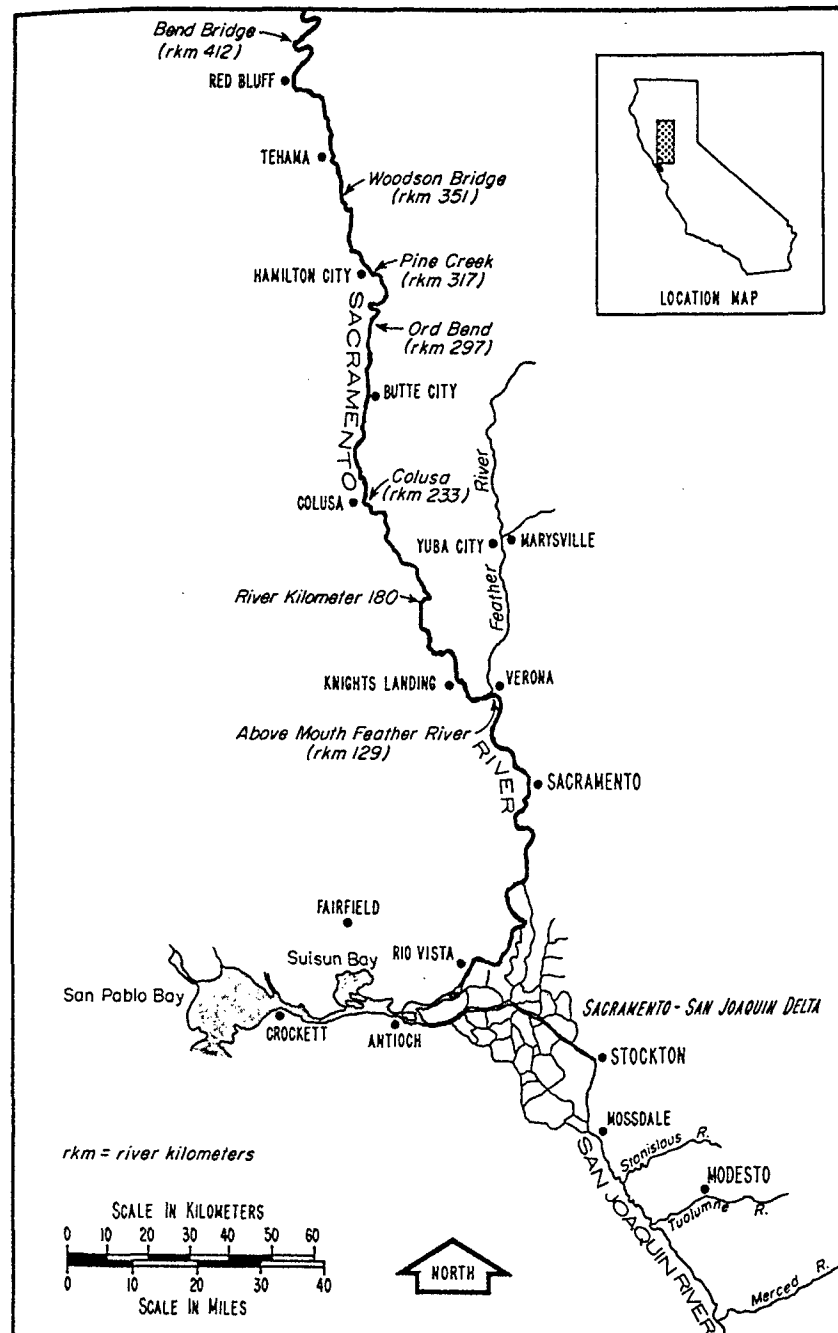 Bend Bridge
(rkm 412)
RED BLUFF
TEHAMA
Woodson Bridge
(rkm 351)
Pine Creek
(rkm 317)
HAMILTON CITY
LOCATION MAP
SACRAMENTO
Ord Bend
(rkm 297)
BUTTE CITY
River
Colusa
(rkm 233)
COLUSA
YUBA CITY
MARYSVILLE
River Kilometer 180
Feather
KNIGHTS LANDING
VERONA
Above Mouth Feather River
(rkm 129)
RIVER
SACRAMENTO
FAIRFIELD
Suisun Bay
RIO VISTA
San Pablo Bay
SACRAMENTO - SAN JOAQUIN DELTA
CROCKETT
ANTIOCH
STOCKTON
MOSSDALE
rkm = river kilometers
Stanislaus R.
MODESTO
SAN JOAQUIN RIVER
Tuolumne R.
SCALE IN KILOMETERS
0 10 20 30 40 50 60
NORTH
0 10 20 30 40
SCALE IN MILES
Merced R.